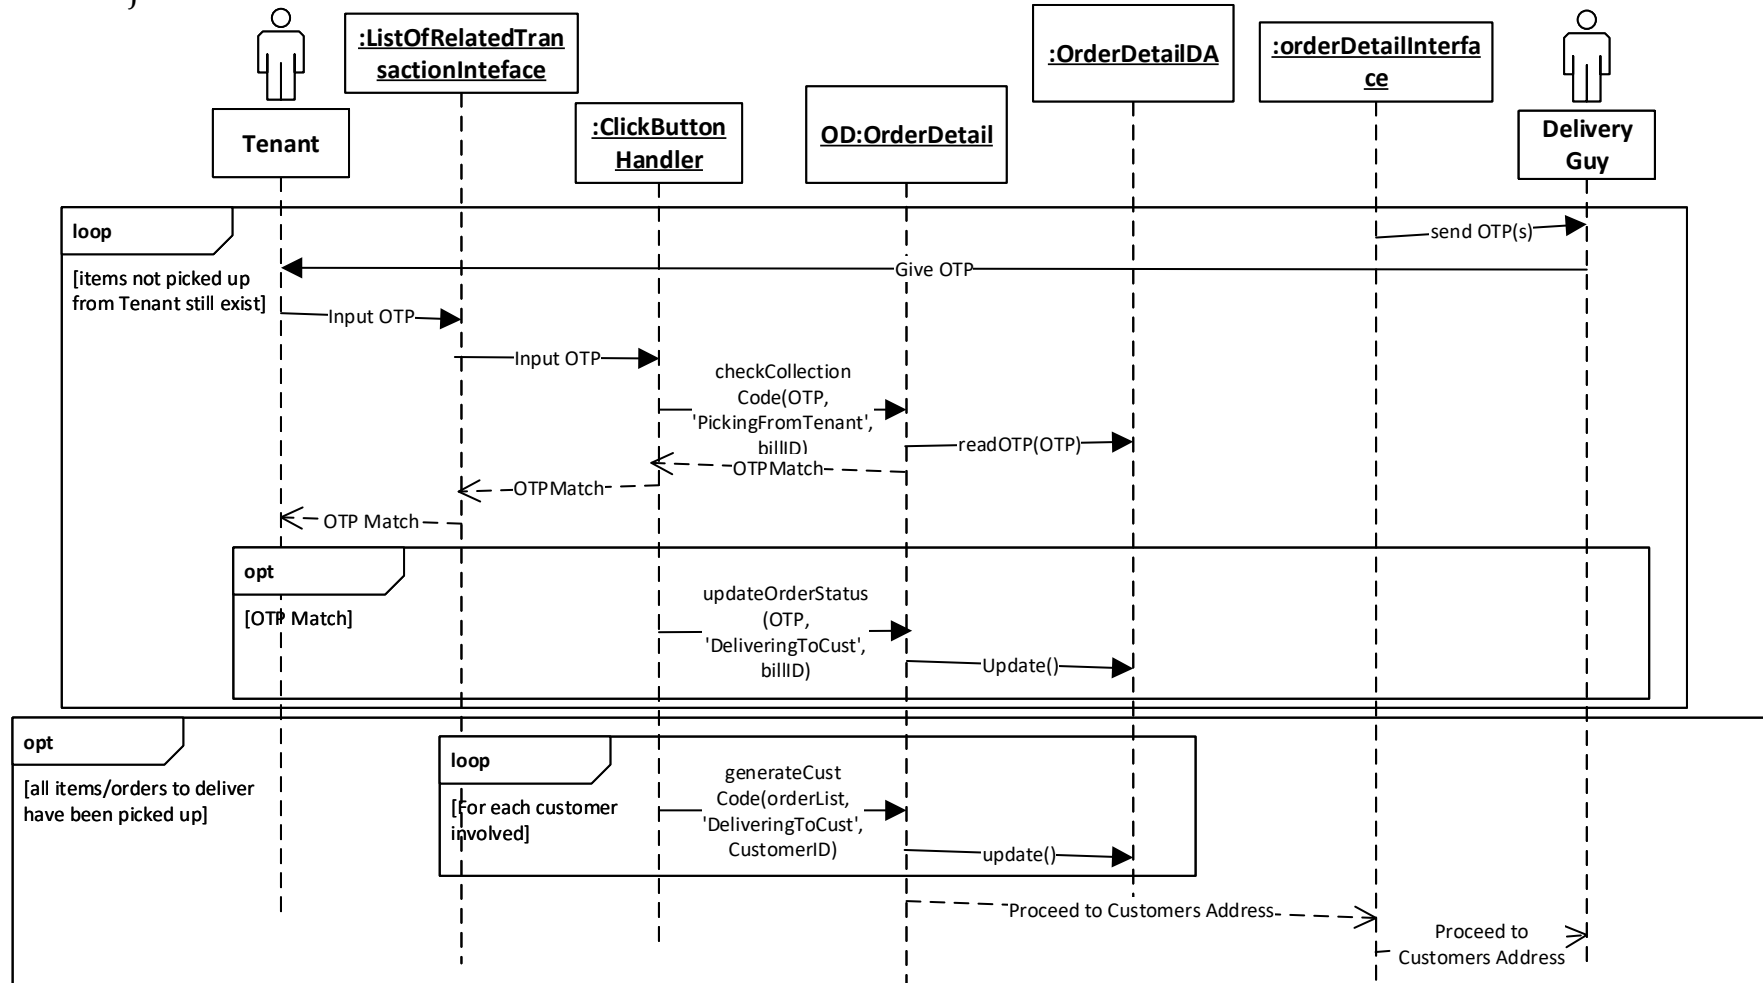 :ListOfRelatedTran
sactionInteface
:OrderDetailDA
:orderDetailInterfa
ce
Tenant
:ClickButton
Handler
OD:OrderDetail
Delivery
Guy
loop
[items not picked up
from Tenant still exist]
send OTP(s)
Give OTP
Input OTP
Input OTP
checkCollection
Code(OTP,
'PickingFromTenant',
billID)
readOTP(OTP)
OTPMatch
OTPMatch
OTP Match
opt
[OTP Match]
updateOrderStatus
(OTP,
'DeliveringToCust',
billID)
Update()
opt
[all items/orders to deliver
have been picked up]
loop
[For each customer
involved]
generateCust
Code(orderList,
'DeliveringToCust',
CustomerID)
update()
Proceed to Customers Address
Proceed to
Customers Address